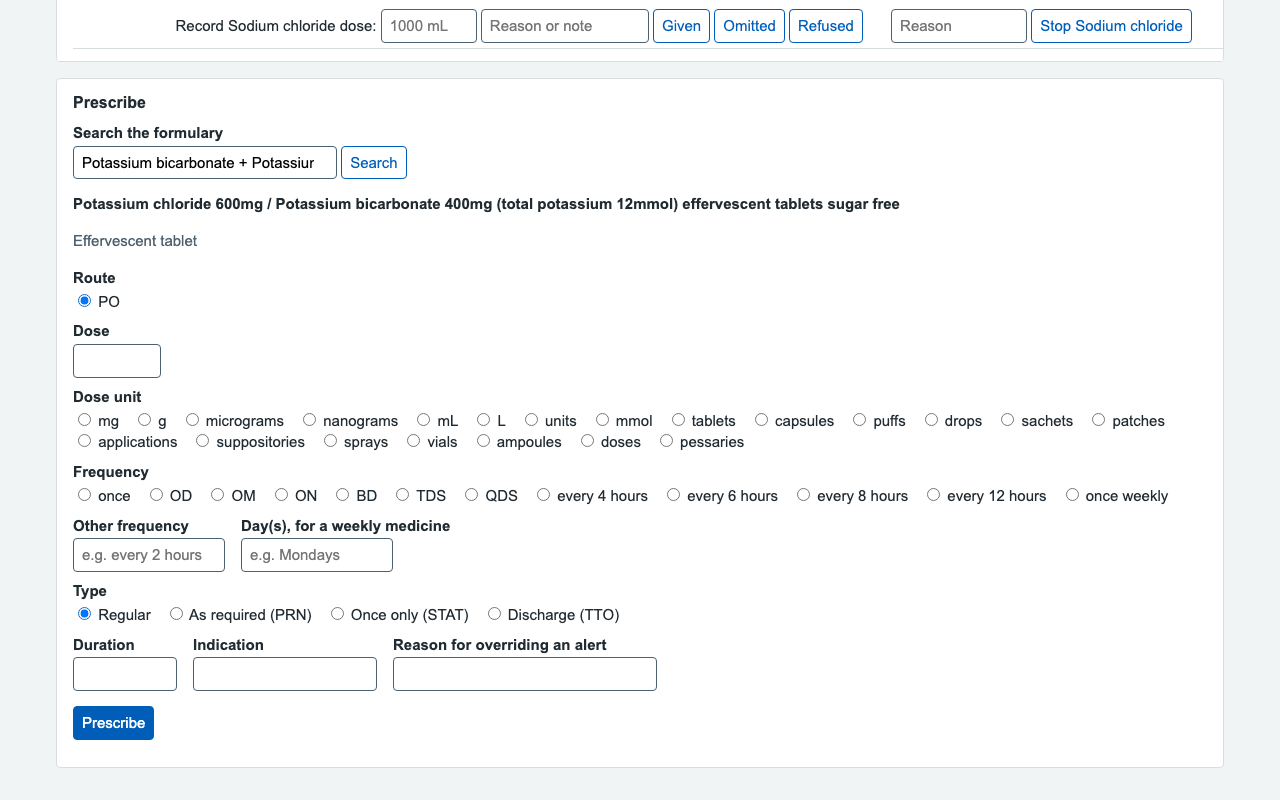 Record Sodium chloride dose: 1000 mL Reason or note Given Omitted Refused Reason Stop Sodium chloride
Prescribe
Search the formulary
Potassium bicarbonate + Potassiur Search
Potassium chloride 600mg / Potassium bicarbonate 400mg (total potassium 12mmol) effervescent tablets sugar free
Effervescent tablet
Route
PO
Dose
Dose unit
mg g micrograms nanograms mL L units mmol tablets capsules puffs drops sachets patches
applications suppositories sprays vials ampoules doses pessaries
Frequency
once OD OM ON BD TDS QDS every 4 hours every 6 hours every 8 hours every 12 hours once weekly
Other frequency Day(s), for a weekly medicine
e.g. every 2 hours e.g. Mondays
Type
Regular As required (PRN) Once only (STAT) Discharge (TTO)
Duration Indication Reason for overriding an alert
Prescribe